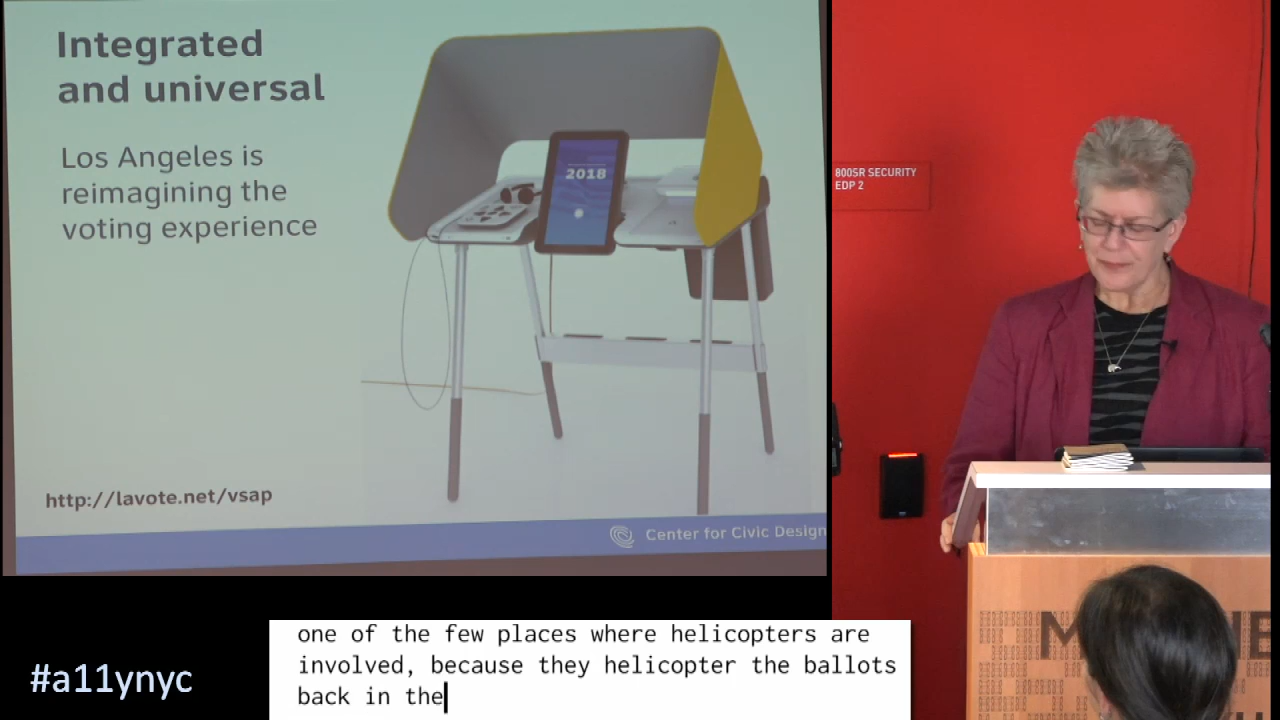 Integrated
and universal
Los Angeles is
reimagining the
voting experience
2018
http://lavote.net/vsap
Center for Civic Design
800SR SECURITY
EDP 2
#a11ynyc
one of the few places where helicopters are
involved, because they helicopter the ballots
back in the